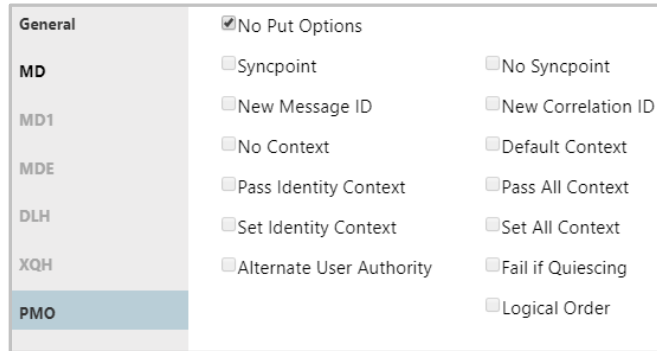 General
MD
MD1
MDE
DLH
XQH
PMO
No Put Options
Syncpoint No Syncpoint
New Message ID New Correlation ID
No Context Default Context
Pass Identity Context Pass All Context
Set Identity Context Set All Context
Alternate User Authority Fail if Quiescing
Logical Order